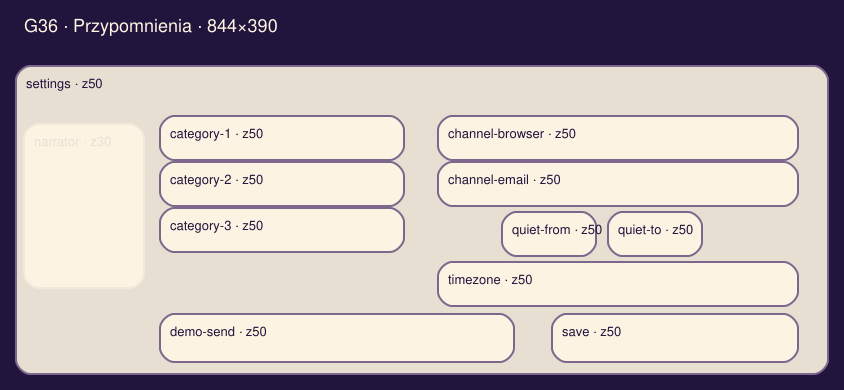 G36 · Przypomnienia · 844×390
settings · z50
narrator · z30
category-1 · z50
channel-browser · z50
category-2 · z50
channel-email · z50
category-3 · z50
quiet-from · z50
quiet-to · z50
timezone · z50
demo-send · z50
save · z50